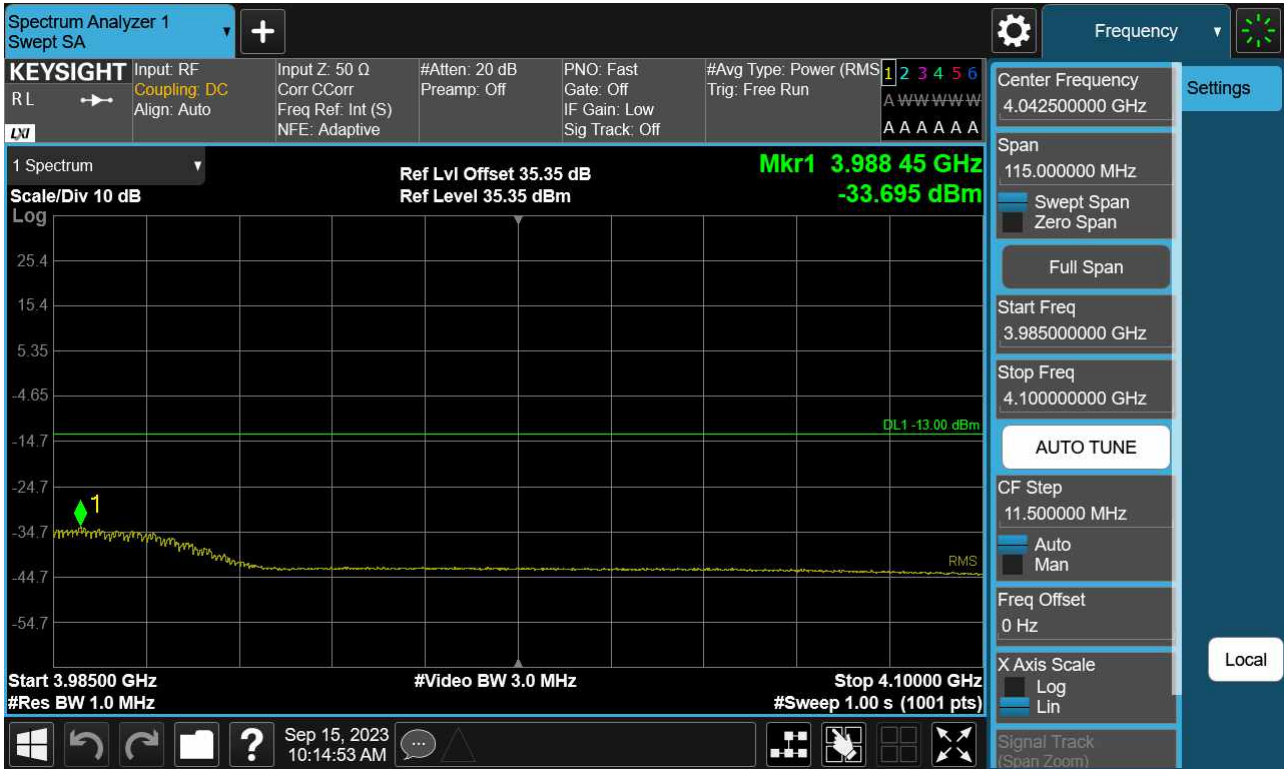 Spectrum Analyzer 1
Swept SA
+
Frequency
KEYSIGHT
R L
LXI
Input: RF
Coupling: DC
Align: Auto
Input Z: 50 Ω
Corr CCorr
Freq Ref: Int (S)
NFE: Adaptive
#Atten: 20 dB
Preamp: Off
PNO: Fast
Gate: Off
IF Gain: Low
Sig Track: Off
#Avg Type: Power (RMS
Trig: Free Run
1 2 3 4 5 6
A W W W W W
A A A A A A
1 Spectrum
Scale/Div 10 dB
Log
Ref Lvl Offset 35.35 dB
Ref Level 35.35 dBm
Mkr1 3.988 45 GHz
-33.695 dBm
25.4
15.4
5.35
-4.65
-14.7
-24.7
-34.7
-44.7
-54.7
DL1 -13.00 dBm
1
RMS
Start 3.98500 GHz
#Res BW 1.0 MHz
#Video BW 3.0 MHz
Stop 4.10000 GHz
#Sweep 1.00 s (1001 pts)
Center Frequency
4.042500000 GHz
Span
115.000000 MHz
Swept Span
Zero Span
Full Span
Start Freq
3.985000000 GHz
Stop Freq
4.100000000 GHz
AUTO TUNE
CF Step
11.500000 MHz
Auto
Man
Freq Offset
0 Hz
X Axis Scale
Log
Lin
Signal Track
(Span Zoom)
Settings
Local
?
Sep 15, 2023
10:14:53 AM